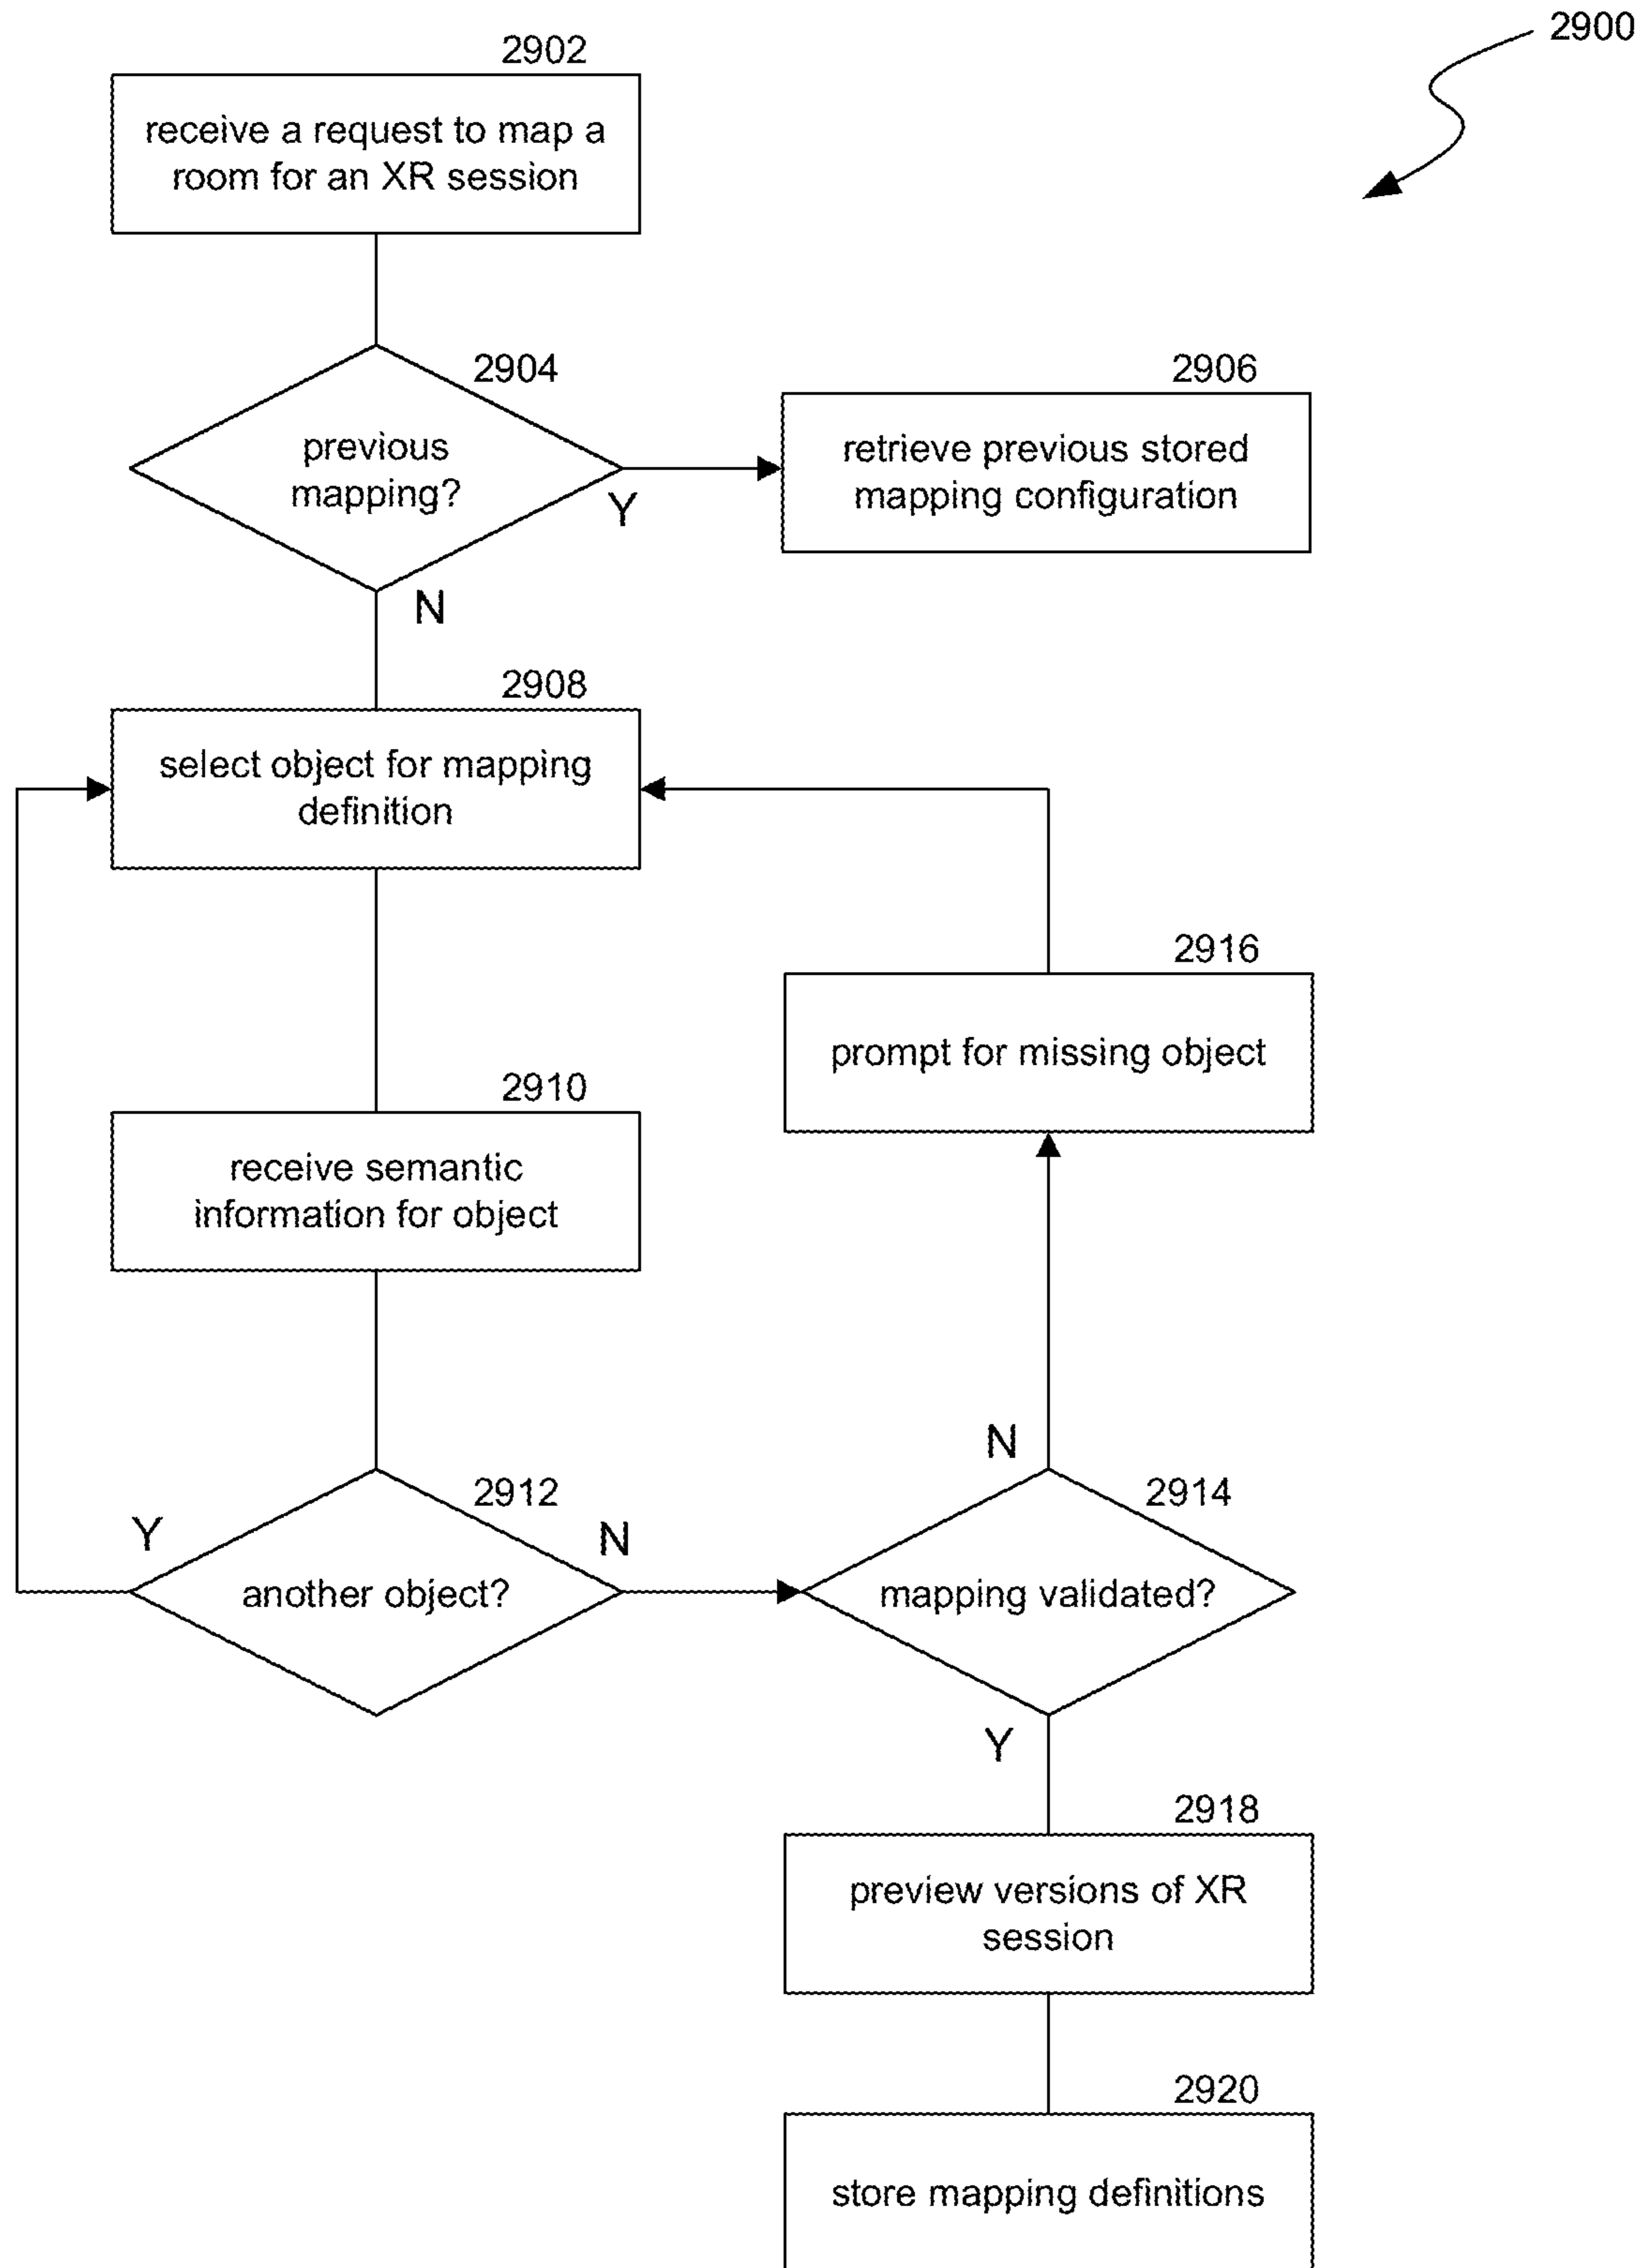 2900
2902
receive a request to map a
room for an XR session
2904
previous
mapping?
Y
N
2906
retrieve previous stored
mapping configuration
2908
select object for mapping
definition
2916
prompt for missing object
2910
receive semantic
information for object
2912
another object?
Y
N
2914
mapping validated?
N
Y
2918
preview versions of XR
session
2920
store mapping definitions